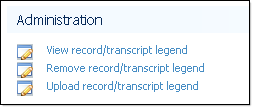 Administration
View record/transcript legend
Remove record/transcript legend
Upload record/transcript legend